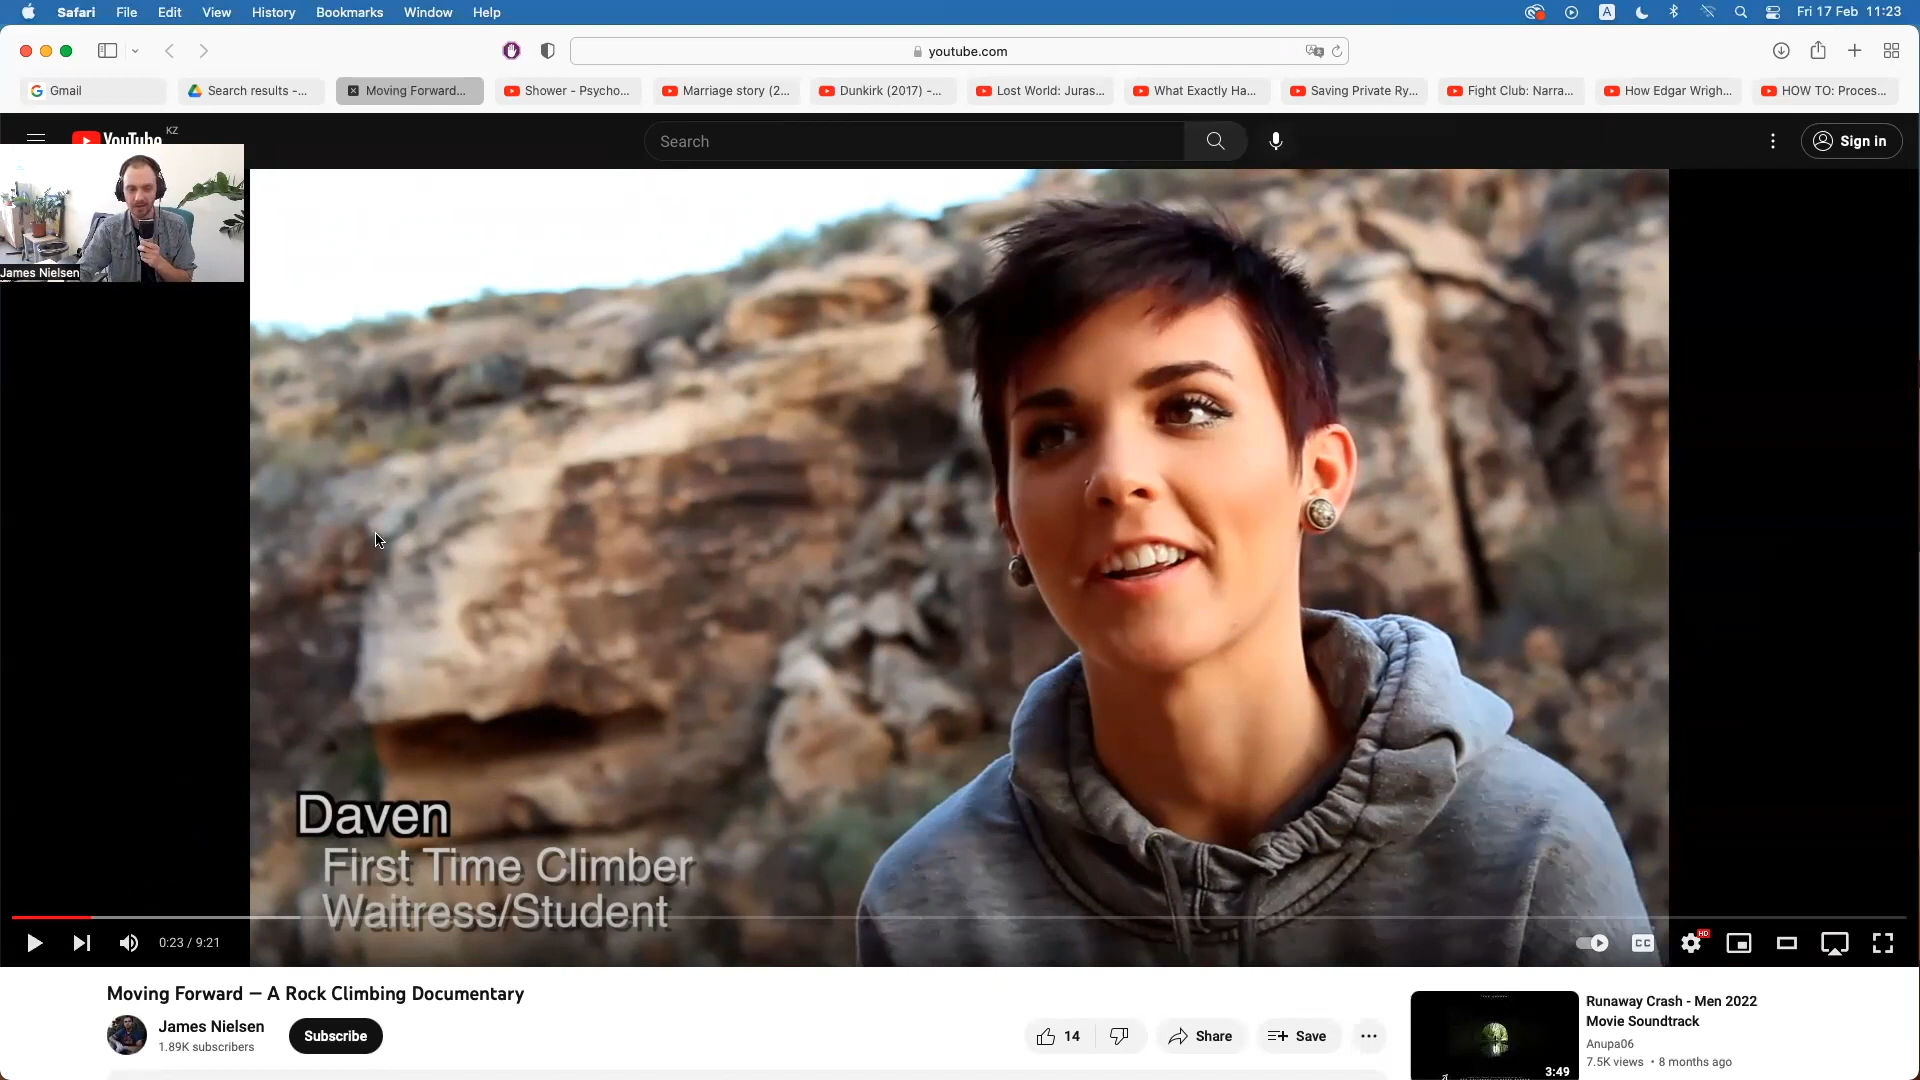 Safari File Edit View History Bookmarks Window Help
A Fri 17 Feb 11:23
youtube.com
Gmail
Search results -...
Moving Forward...
Shower - Psycho...
Marriage story (2...
Dunkirk (2017) -...
Lost World: Juras...
What Exactly Ha...
Saving Private Ry...
Fight Club: Narra...
How Edgar Wrigh...
HOW TO: Proces...
YouTube KZ
Search
Sign in
James Nielsen
Daven
First Time Climber
Waitress/Student
0:23 / 9:21
CC
HD
Moving Forward — A Rock Climbing Documentary
James Nielsen
1.89K subscribers
Subscribe
14
Share
Save
Runaway Crash - Men 2022
Movie Soundtrack
Anupa06
7.5K views • 8 months ago
3:49